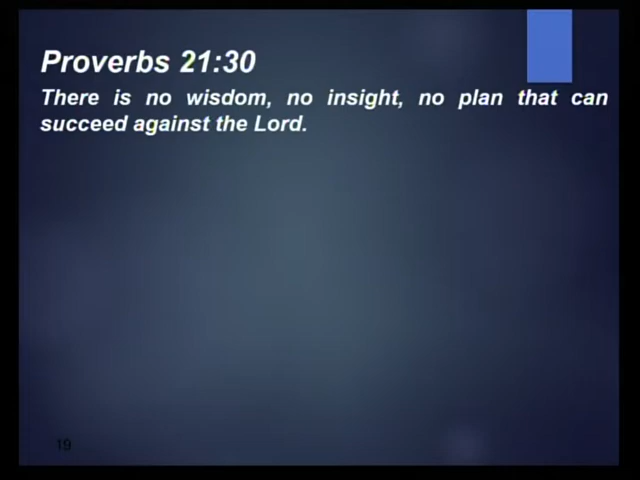 Proverbs 21:30
There is no wisdom, no insight, no plan that can
succeed against the Lord.
19